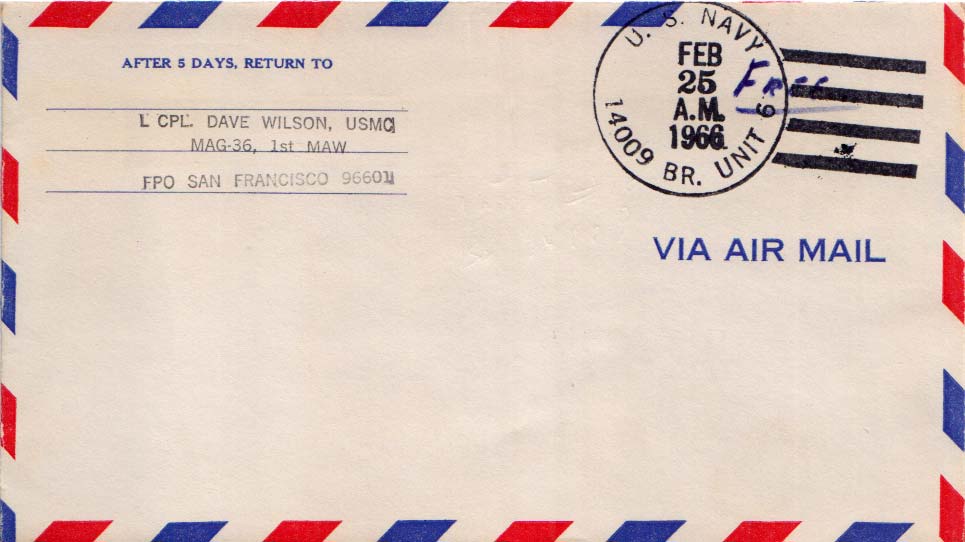 AFTER 5 DAYS, RETURN TO
L CPL. DAVE WILSON, USMC
MAG-36, 1st MAW
FPO SAN FRANCISCO 96601
U. S. NAVY
14009 BR. UNIT 6
FEB
25
A.M.
1966
Free
VIA AIR MAIL